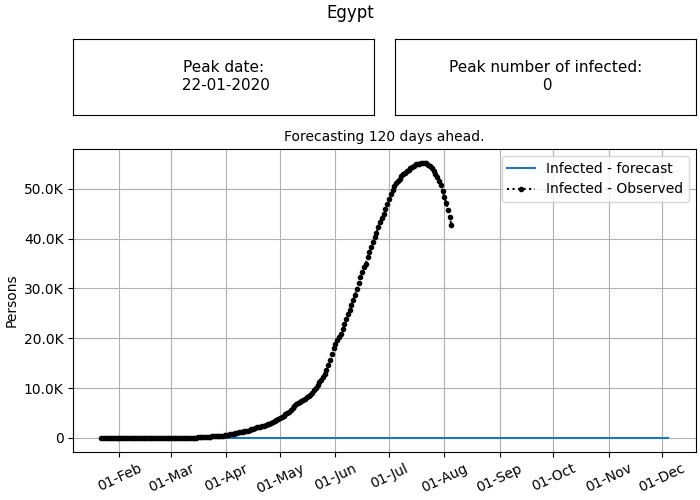 Egypt
Peak date:
22-01-2020
Peak number of infected:
0
Forecasting 120 days ahead.
Infected - forecast
Infected - Observed
50.0K
40.0K
30.0K
20.0K
10.0K
0
Persons
01-Feb
01-Mar
01-Apr
01-May
01-Jun
01-Jul
01-Aug
01-Sep
01-Oct
01-Nov
01-Dec